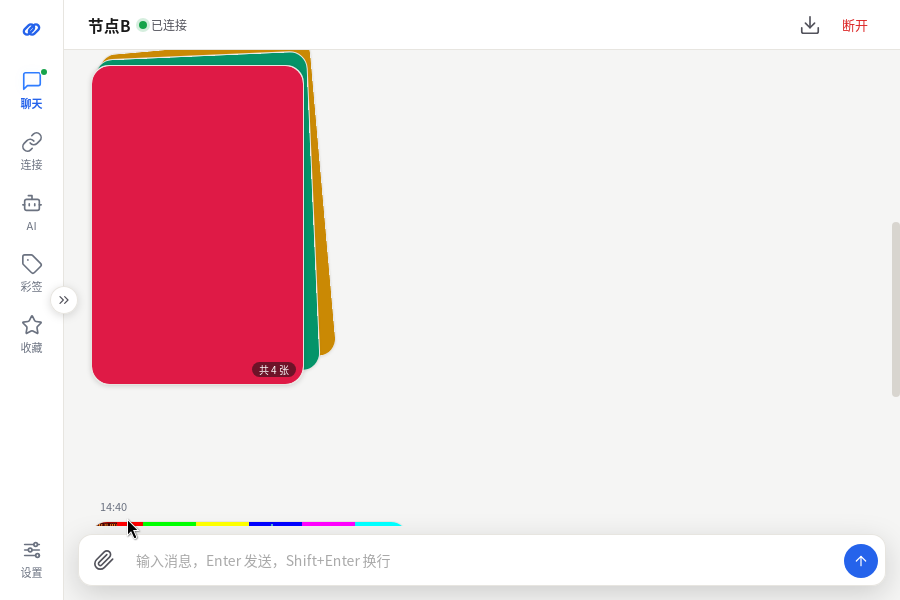 节点B
已连接
断开
聊天
连接
AI
彩签
收藏
设置
共 4 张
14:40
输入消息，Enter 发送，Shift+Enter 换行